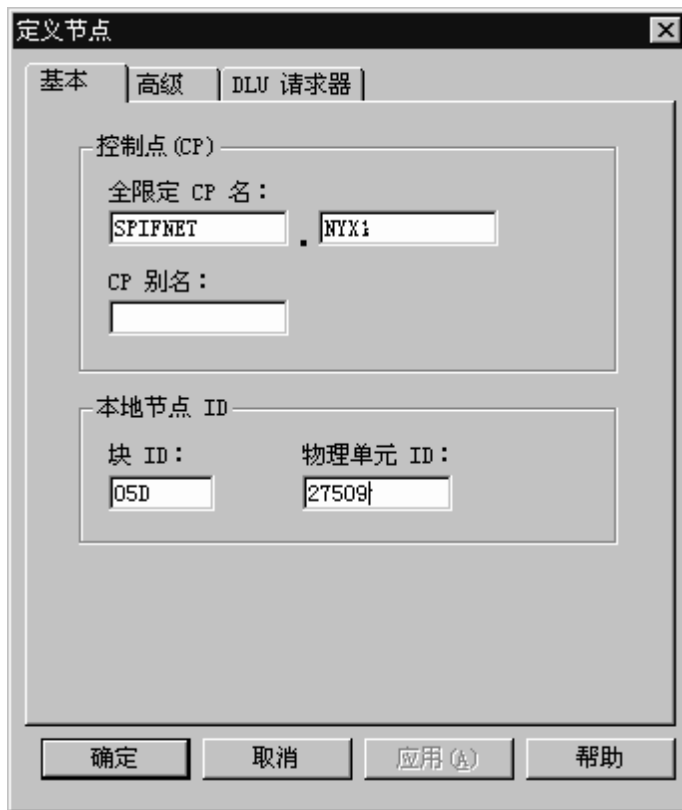 定义节点
基本 高级 DLU 请求器
控制点(CP)
全限定 CP 名：
SPIFNET . NYX1
CP 别名：
本地节点 ID
块 ID： 物理单元 ID：
05D 27509
确定 取消 应用(A) 帮助